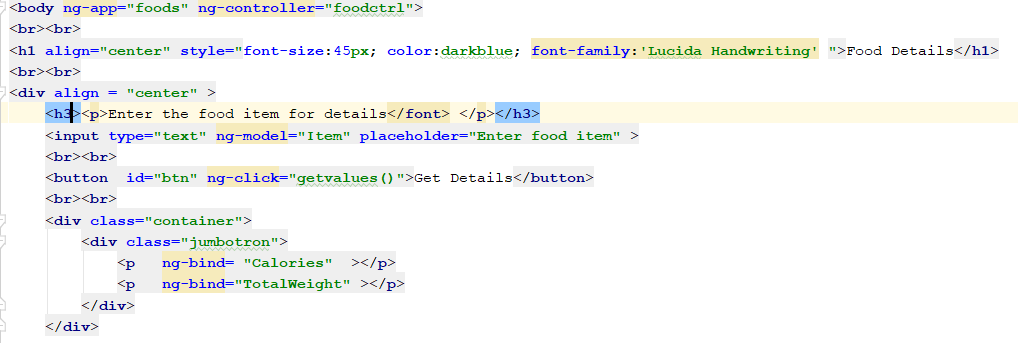 <body ng-app="foods" ng-controller="foodctrl">
<br><br>
<h1 align="center" style="font-size:45px; color:darkblue; font-family:'Lucida Handwriting' ">Food Details</h1>
<br><br>
<div align = "center" >
    <h3><p>Enter the food item for details</font> </p></h3>
    <input type="text" ng-model="Item" placeholder="Enter food item" >
    <br><br>
    <button  id="btn" ng-click="getvalues()">Get Details</button>
    <br><br>
    <div class="container">
        <div class="jumbotron">
            <p   ng-bind= "Calories"  ></p>
            <p   ng-bind="TotalWeight" ></p>
        </div>
    </div>